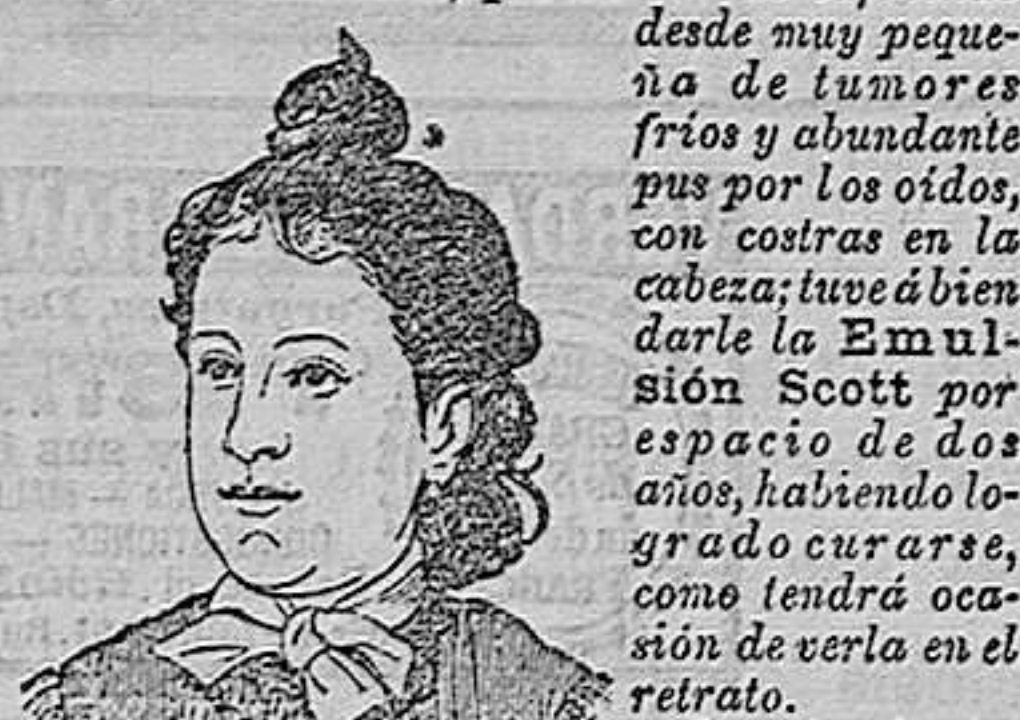 desde muy peque-
ña de tumores
fríos y abundante
pus por los oídos,
con costras en la
cabeza; tuve á bien
darle la Emul-
sión Scott por
espacio de dos
años, habiendo lo-
grado curarse,
como tendrá oca-
sión de verla en el
retrato.